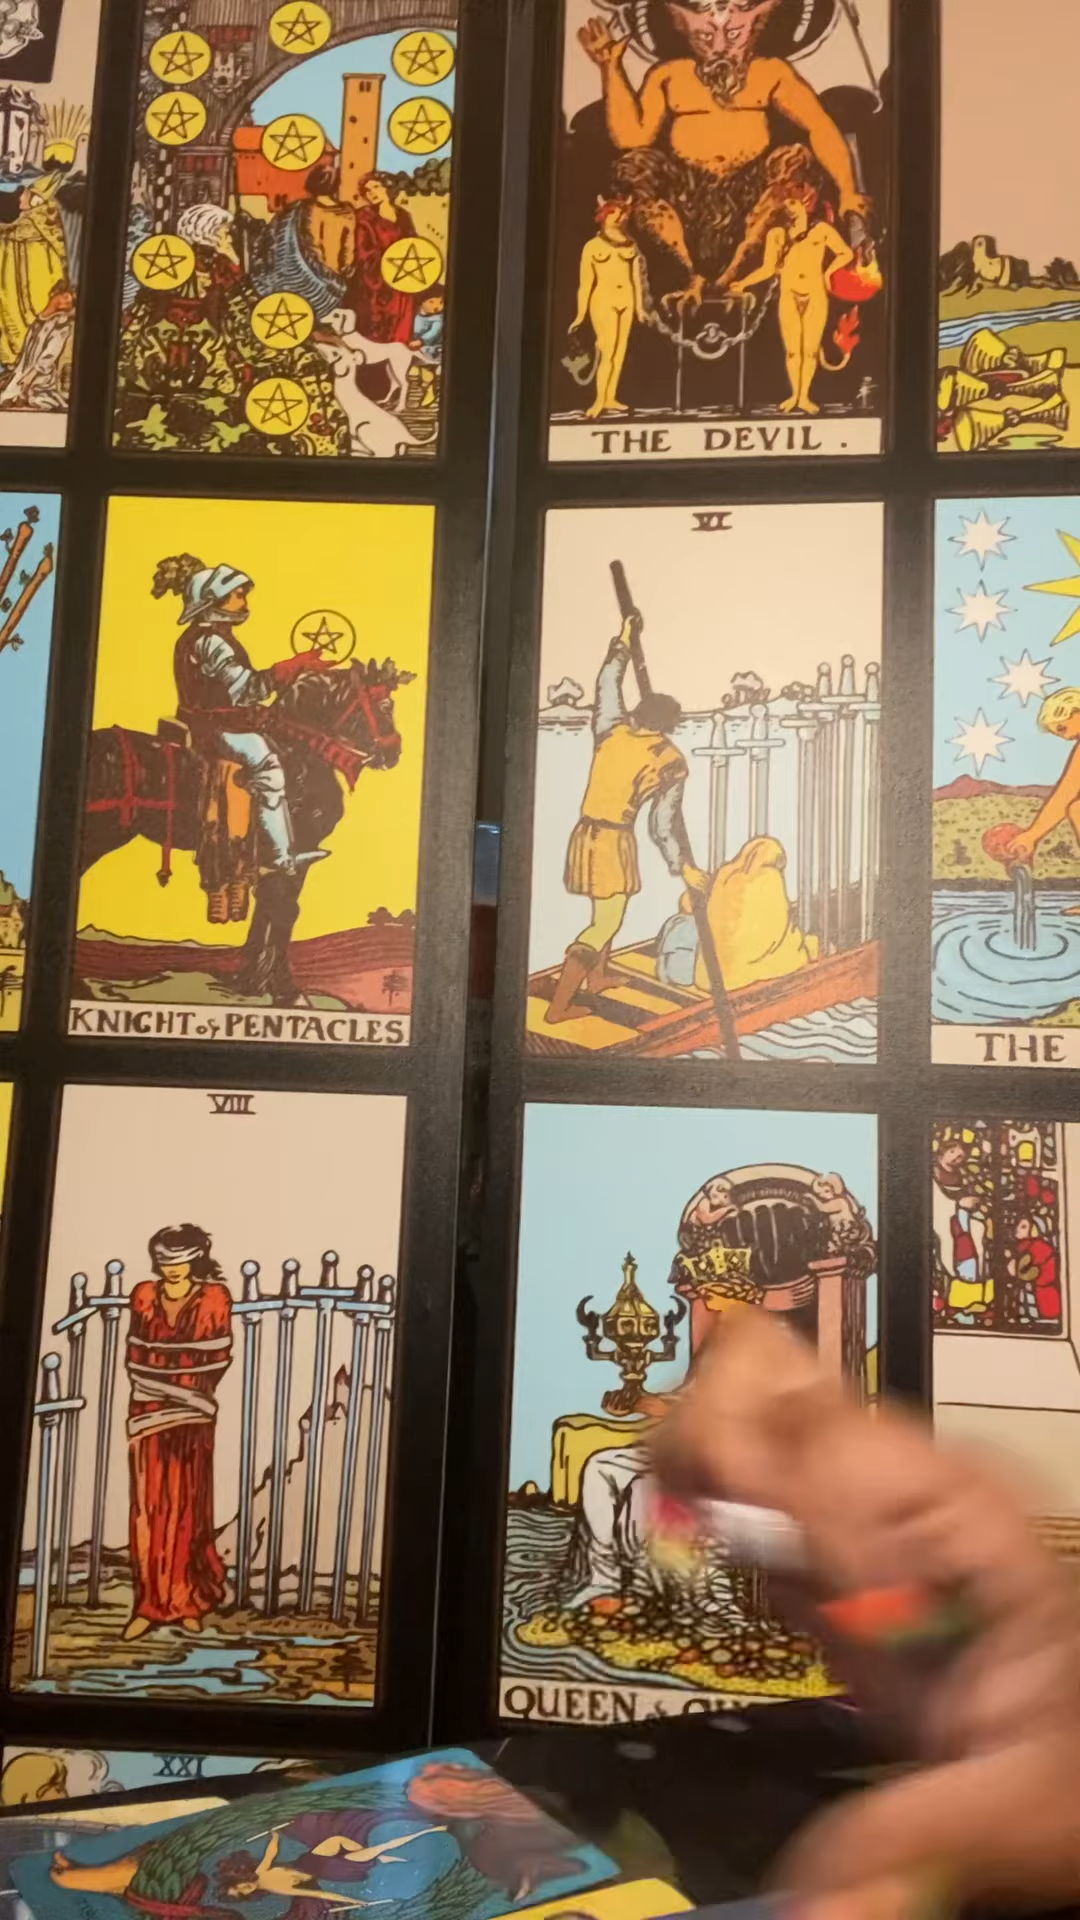 THE DEVIL.
VI
KNIGHT of PENTACLES
THE
VIII
QUEEN
XXI